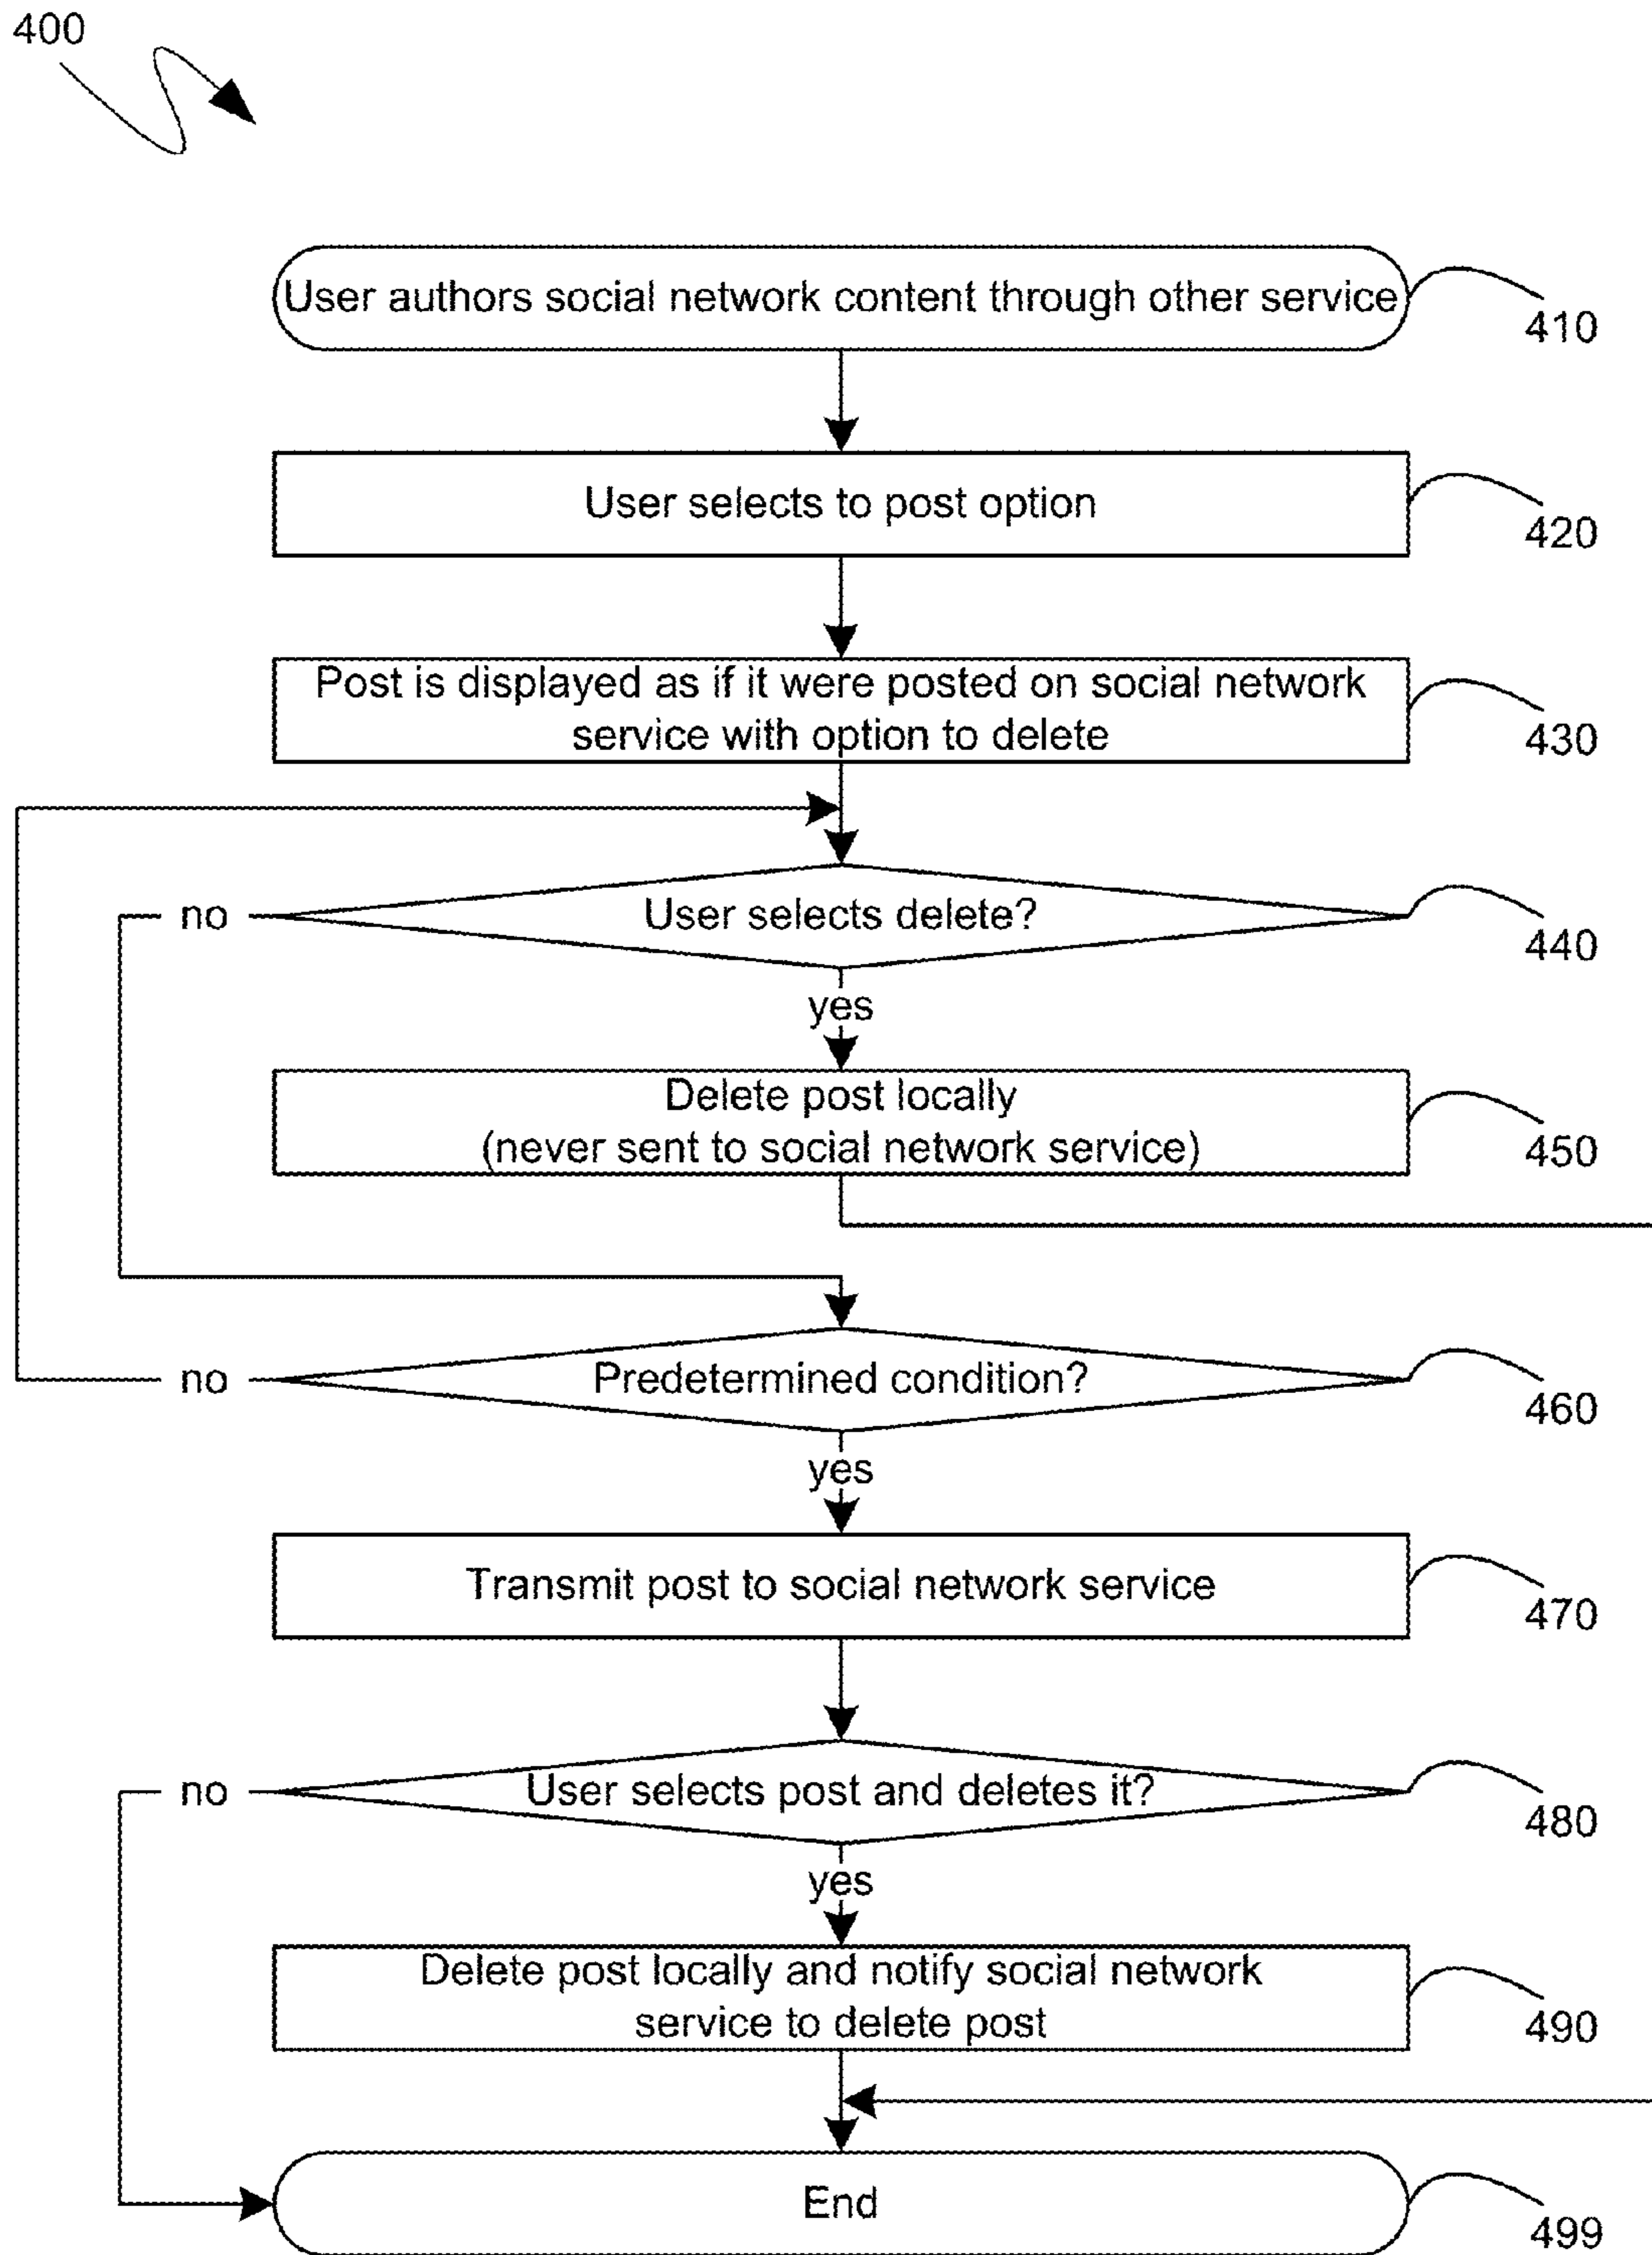 400
User authors social network content through other service
410
User selects to post option
420
Post is displayed as if it were posted on social network
service with option to delete
430
no
User selects delete?
440
yes
Delete post locally
(never sent to social network service)
450
no
Predetermined condition?
460
yes
Transmit post to social network service
470
no
User selects post and deletes it?
480
yes
Delete post locally and notify social network
service to delete post
490
End
499